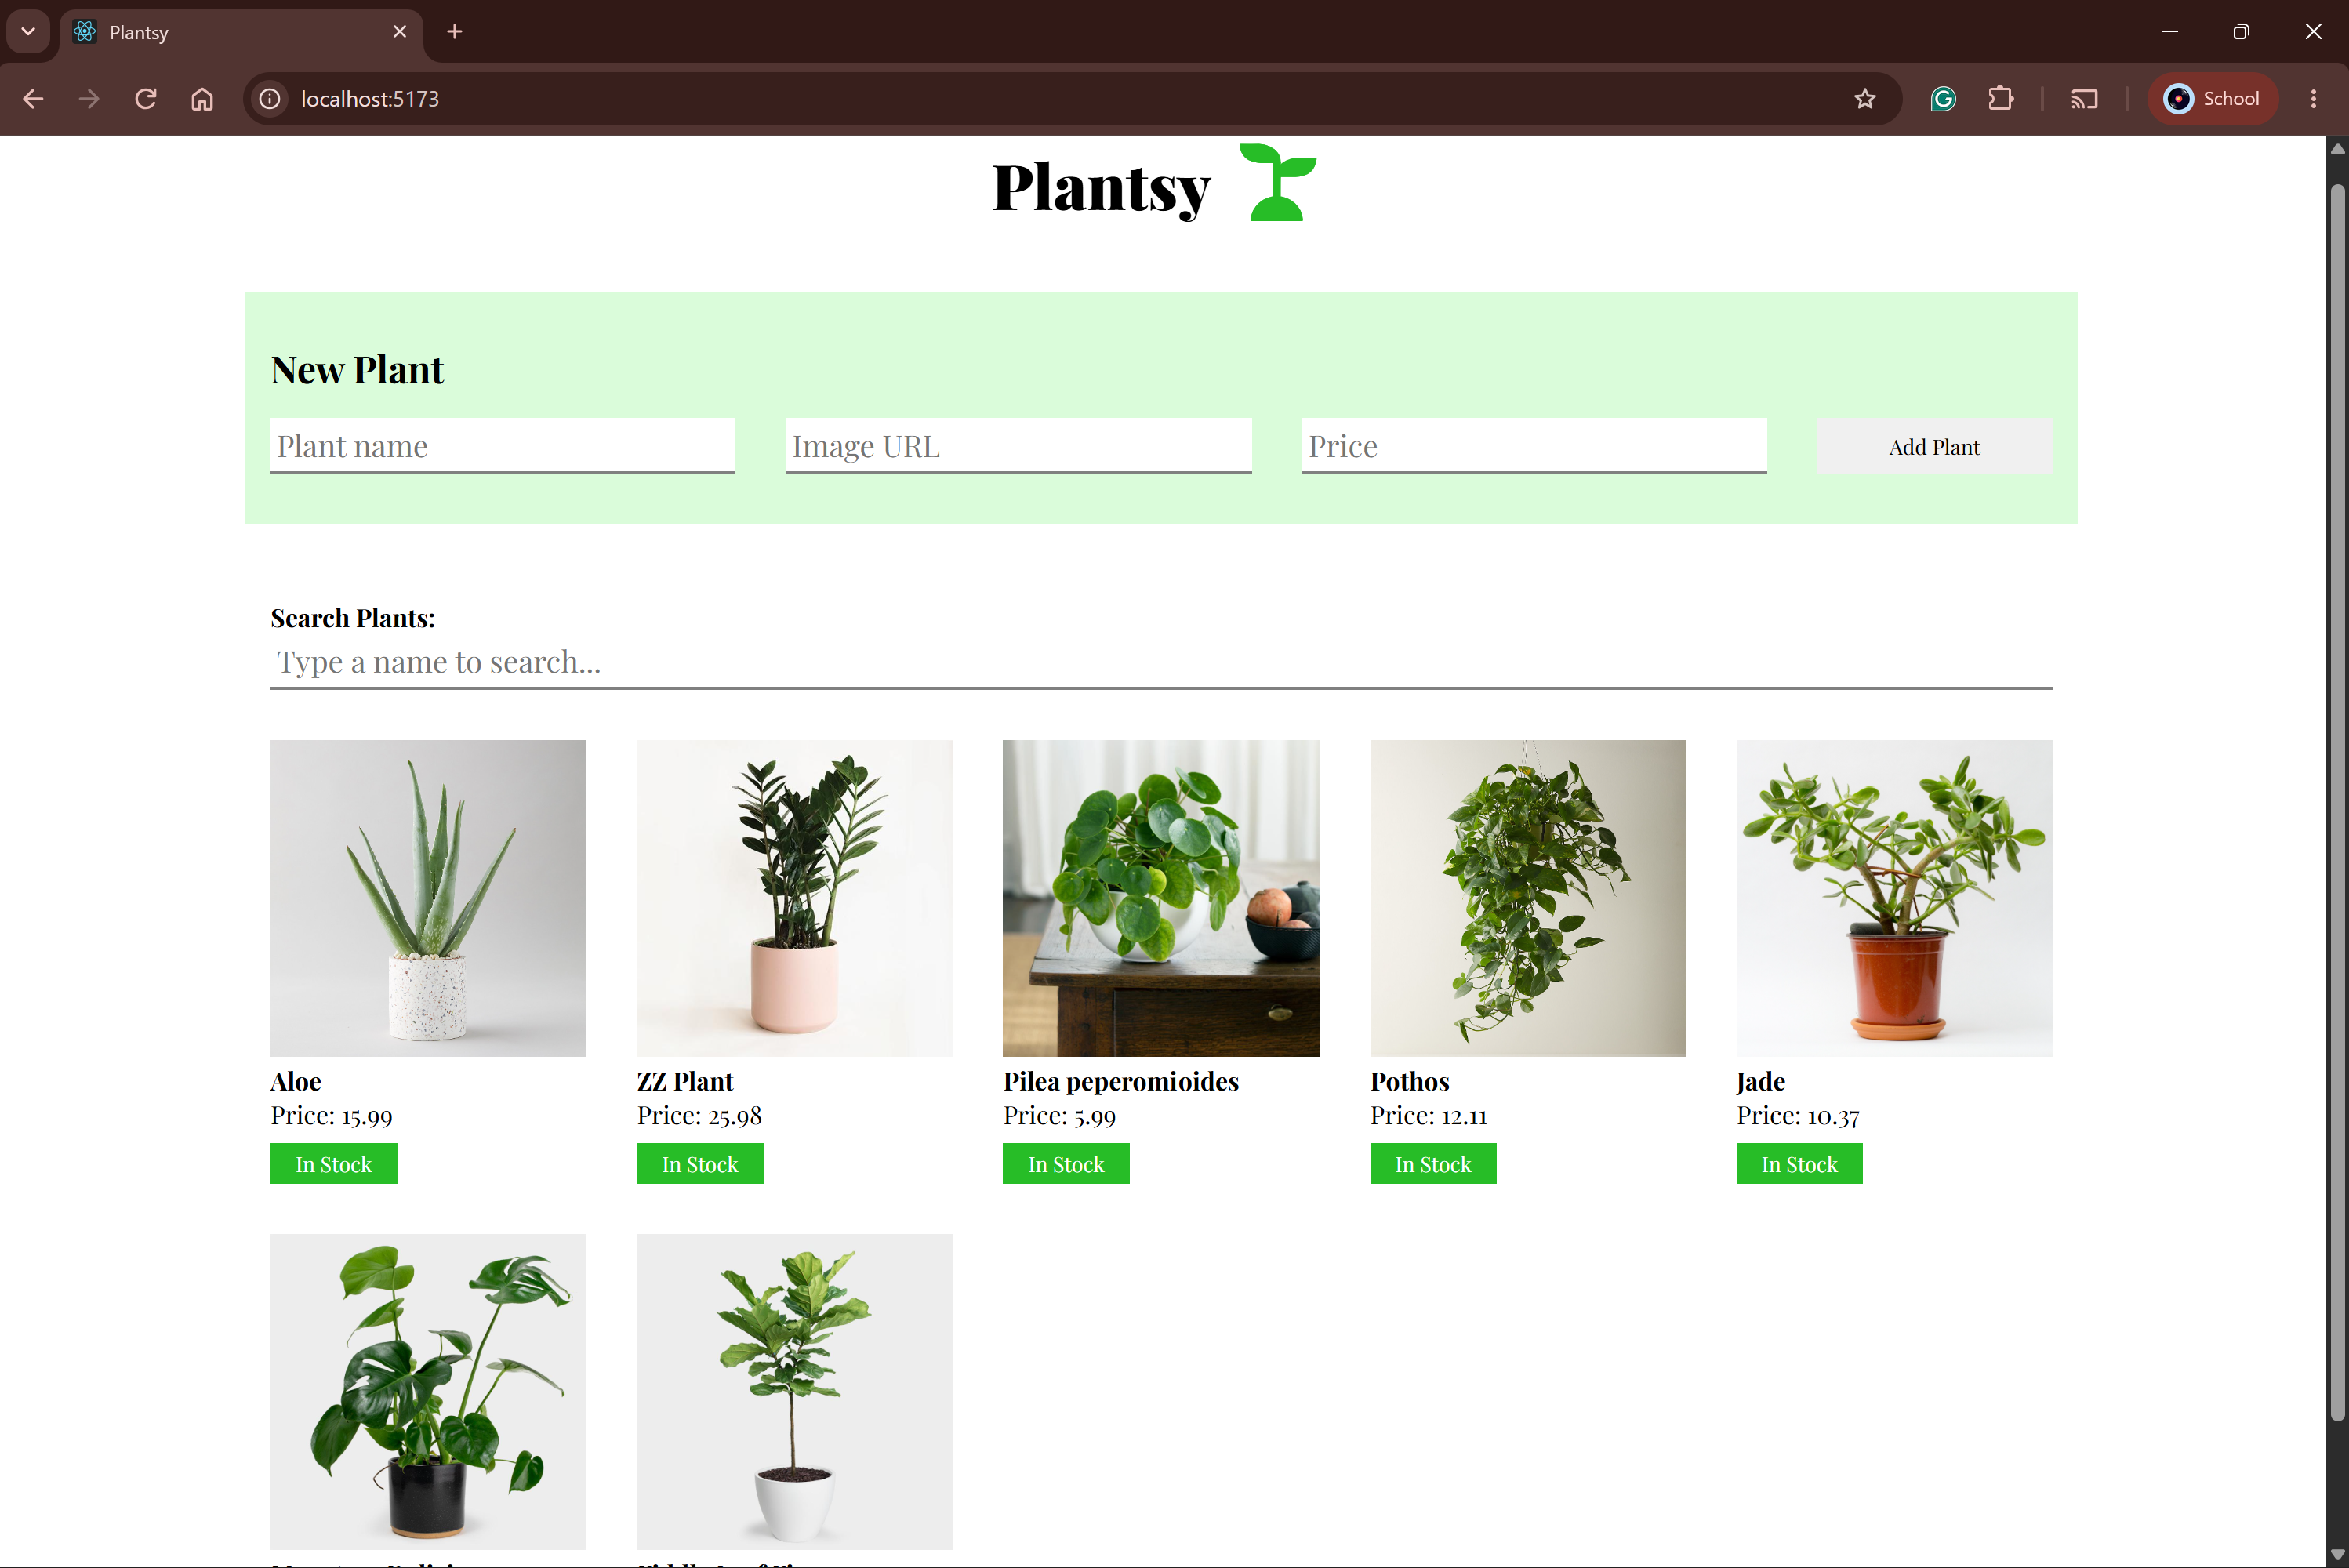 Plantsy
localhost:5173
School
Plantsy
New Plant
Plant name
Image URL
Price
Add Plant
Search Plants:
Type a name to search...
Aloe
Price: 15.99
In Stock
ZZ Plant
Price: 25.98
In Stock
Pilea peperomioides
Price: 5.99
In Stock
Pothos
Price: 12.11
In Stock
Jade
Price: 10.37
In Stock